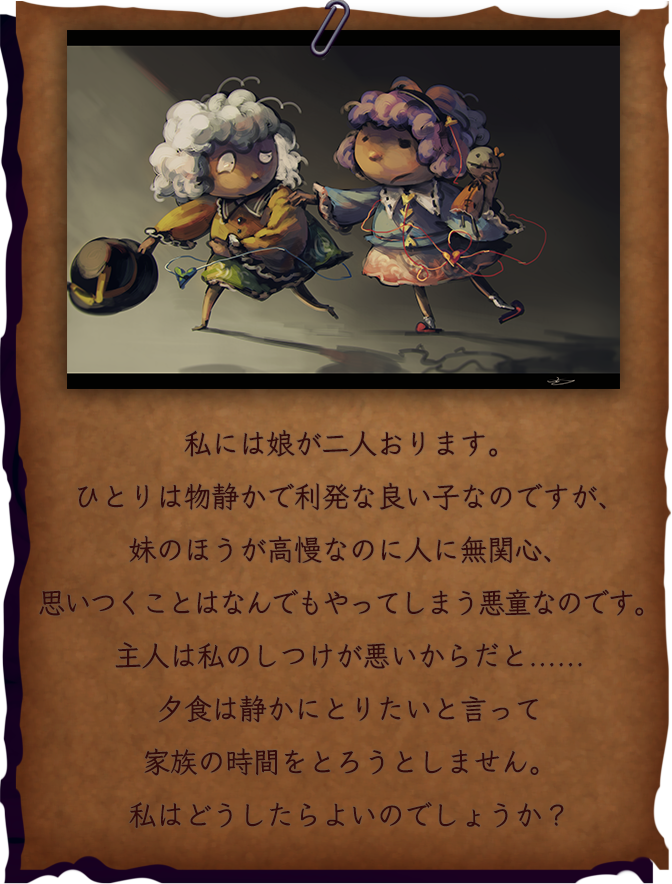 私には娘が二人おります。
ひとりは物静かで利発な良い子なのですが、
妹のほうが高慢なのに人に無関心、
思いつくことはなんでもやってしまう悪童なのです。
主人は私のしつけが悪いからだと……
夕食は静かにとりたいと言って
家族の時間をとろうとしません。
私はどうしたらよいのでしょうか？